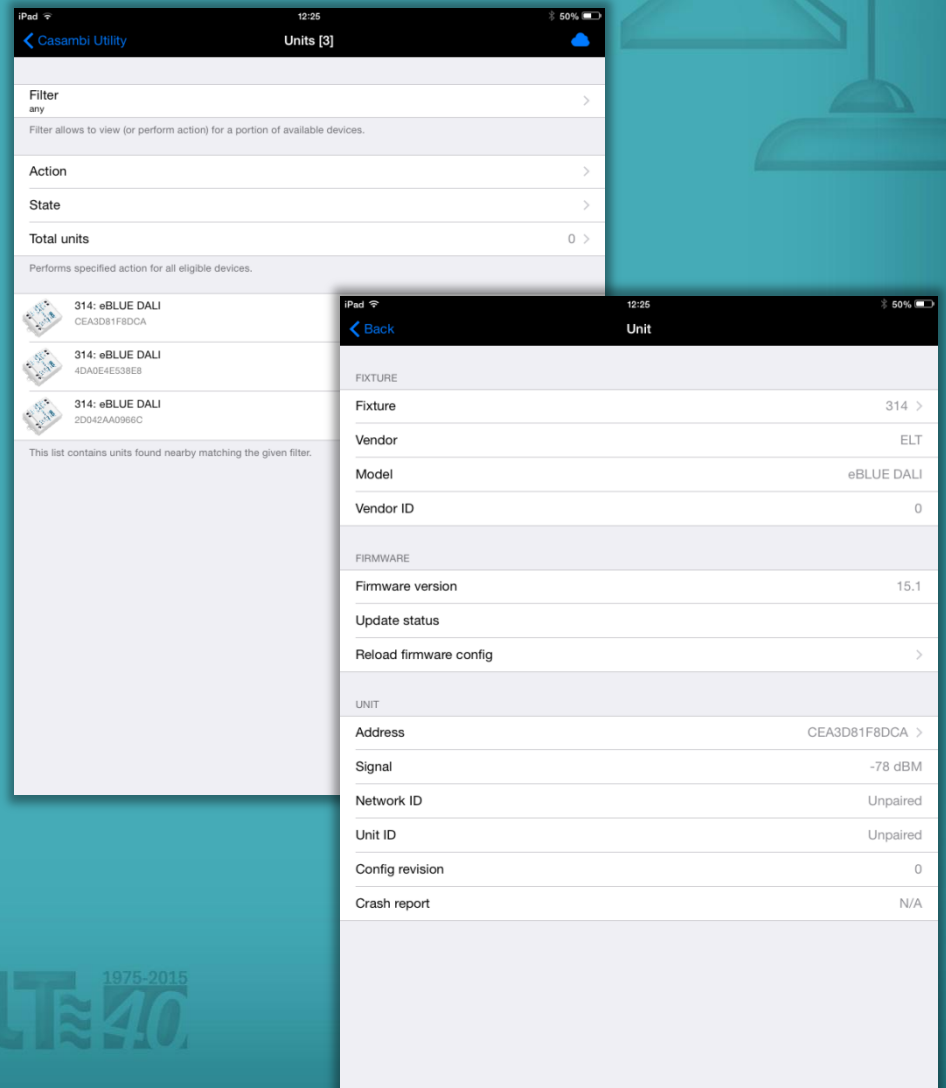 iPad 12:25 50%
Casambi Utility Units [3]
Filter
any
Filter allows to view (or perform action) for a portion of available devices.
Action
State
Total units 0
Performs specified action for all eligible devices.
314: eBLUE DALI
CEA3D81F8DCA
314: eBLUE DALI
4DA0E4E538E8
314: eBLUE DALI
2D042AA0966C
This list contains units found nearby matching the given filter.
iPad 12:25 50%
Back Unit
FIXTURE
Fixture 314
Vendor ELT
Model eBLUE DALI
Vendor ID 0
FIRMWARE
Firmware version 15.1
Update status
Reload firmware config
UNIT
Address CEA3D81F8DCA
Signal -78 dBM
Network ID Unpaired
Unit ID Unpaired
Config revision 0
Crash report N/A
1975-2015
LT 40